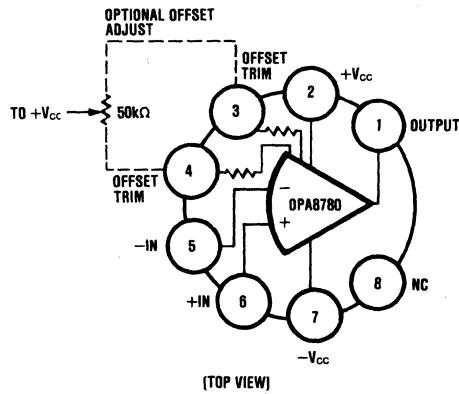 OPTIONAL OFFSET
ADJUST
OFFSET
TRIM
+VCC
3
2
1
OUTPUT
TO +VCC
50kΩ
4
OFFSET
TRIM
−
OPA8780
+
5
−IN
8
NC
+IN
6
7
−VCC
(TOP VIEW)